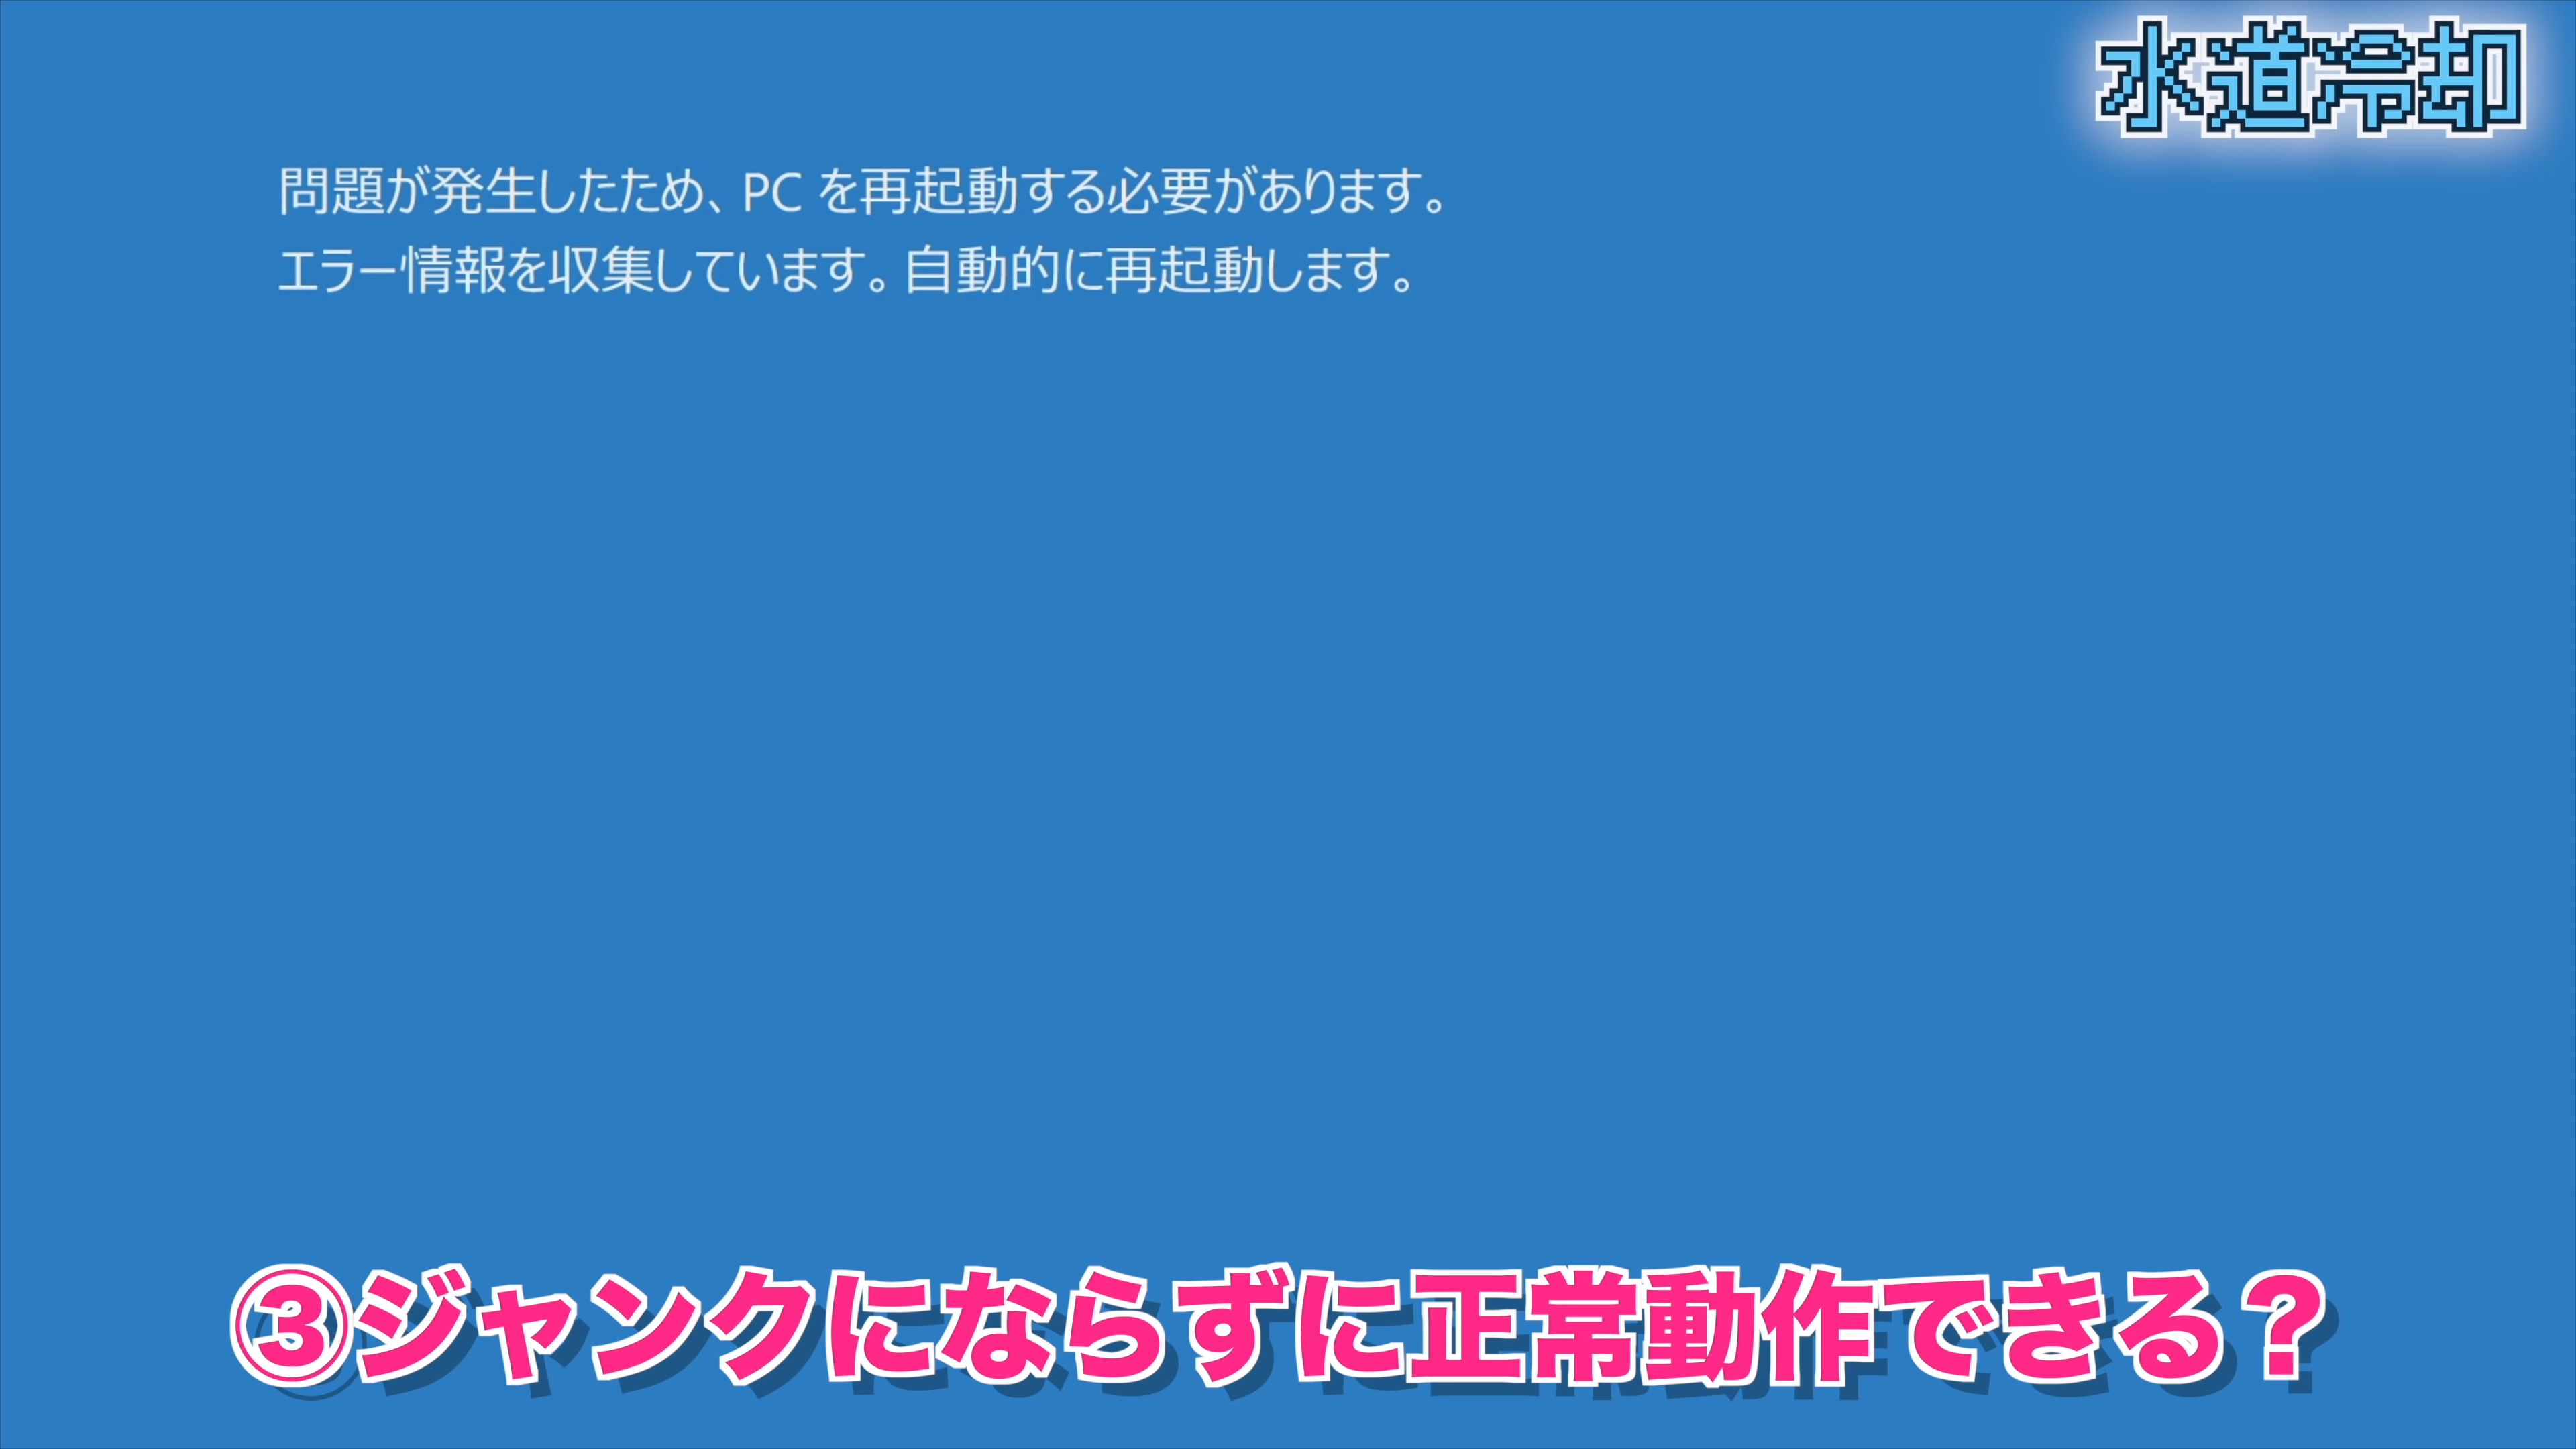 水道冷却
問題が発生したため、PC を再起動する必要があります。
エラー情報を収集しています。自動的に再起動します。
③ジャンクにならずに正常動作できる？